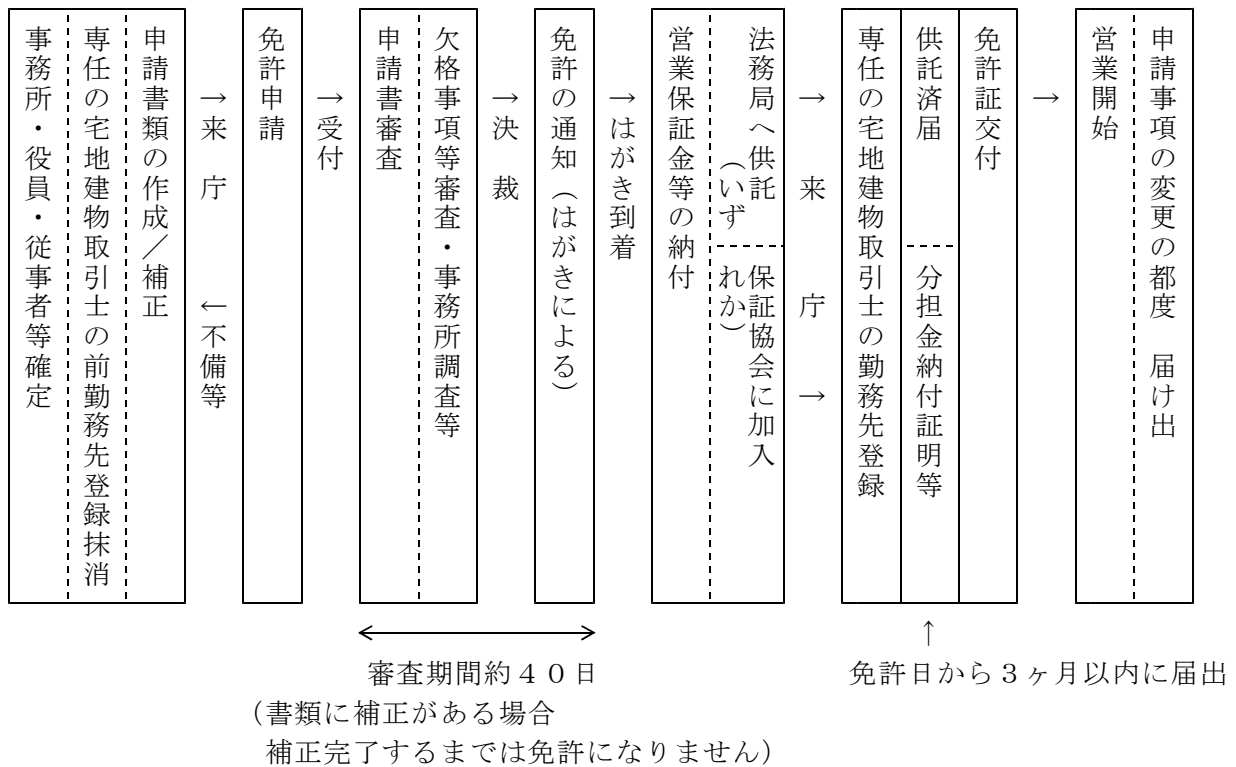 事務所・役員・従事者等確定
専任の宅地建物取引士の前勤務先登録抹消
申請書類の作成／補正
→来庁
←不備等
免許申請
→受付
申請書審査
欠格事項等審査・事務所調査等
→決裁
免許の通知（はがきによる）
→はがき到着
営業保証金等の納付
法務局へ供託
（いず
保証協会に加入
れか）
→来庁→
専任の宅地建物取引士の勤務先登録
供託済届
分担金納付証明等
免許証交付
→
営業開始
申請事項の変更の都度　届け出
↑
審査期間約４０日
免許日から３ヶ月以内に届出
（書類に補正がある場合
補正完了するまでは免許になりません）